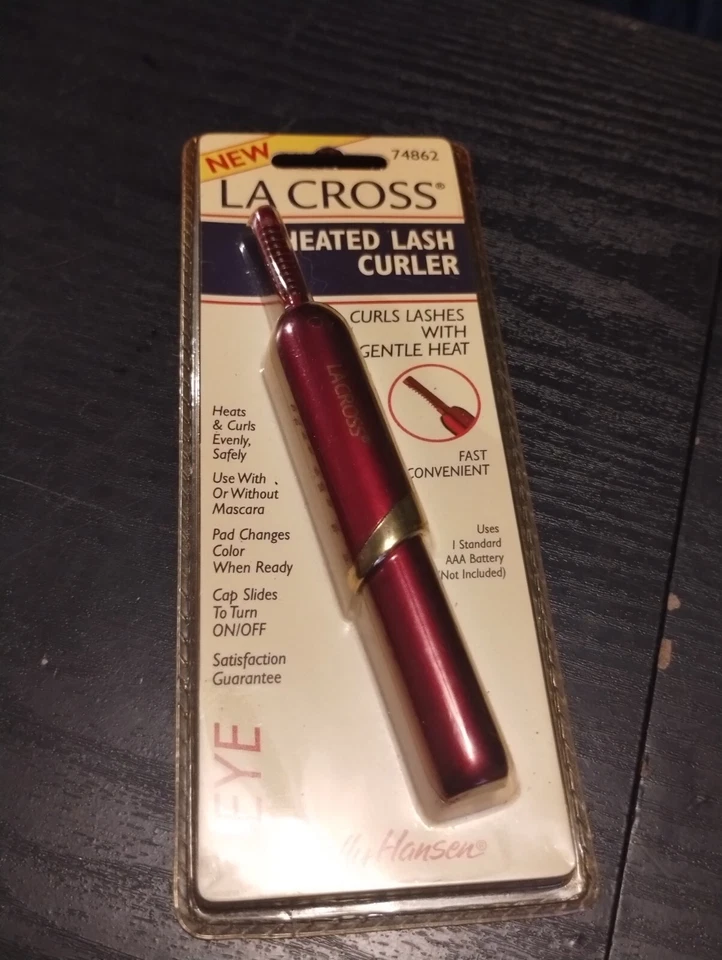 NEW
74862
LA CROSS®
HEATED LASH
CURLER
CURLS LASHES
WITH
GENTLE HEAT
LACROSS®
FAST
CONVENIENT
Heats
& Curls
Evenly,
Safely
Use With
Or Without
Mascara
Pad Changes
Color
When Ready
Cap Slides
To Turn
ON/OFF
Satisfaction
Guarantee
Uses
1 Standard
AAA Battery
(Not Included)
EYE
Hansen®